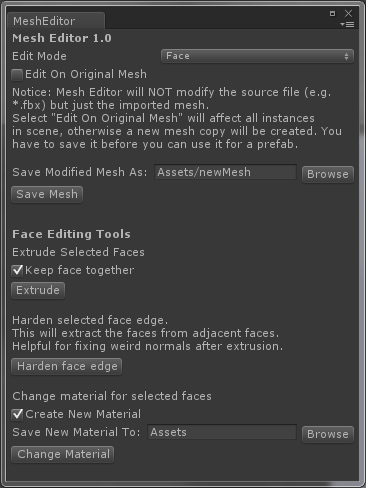 MeshEditor
Mesh Editor 1.0
Edit Mode Face
Edit On Original Mesh
Notice: Mesh Editor will NOT modify the source file (e.g.
*.fbx) but just the imported mesh.
Select "Edit On Original Mesh" will affect all instances
in scene, otherwise a new mesh copy will be created. You
have to save it before you can use it for a prefab.
Save Modified Mesh As: Assets/newMesh Browse
Save Mesh
Face Editing Tools
Extrude Selected Faces
Keep face together
Extrude
Harden selected face edge.
This will extract the faces from adjacent faces.
Helpful for fixing weird normals after extrusion.
Harden face edge
Change material for selected faces
Create New Material
Save New Material To: Assets Browse
Change Material